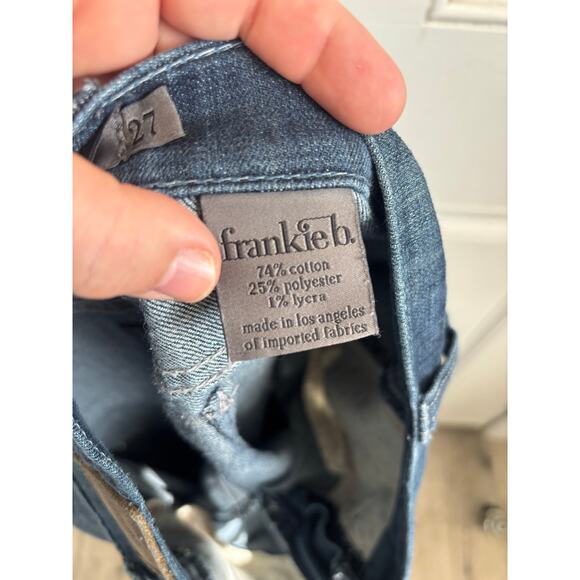 27
frankie b.
74% cotton
25% polyester
1% lycra
made in los angeles
of imported fabrics